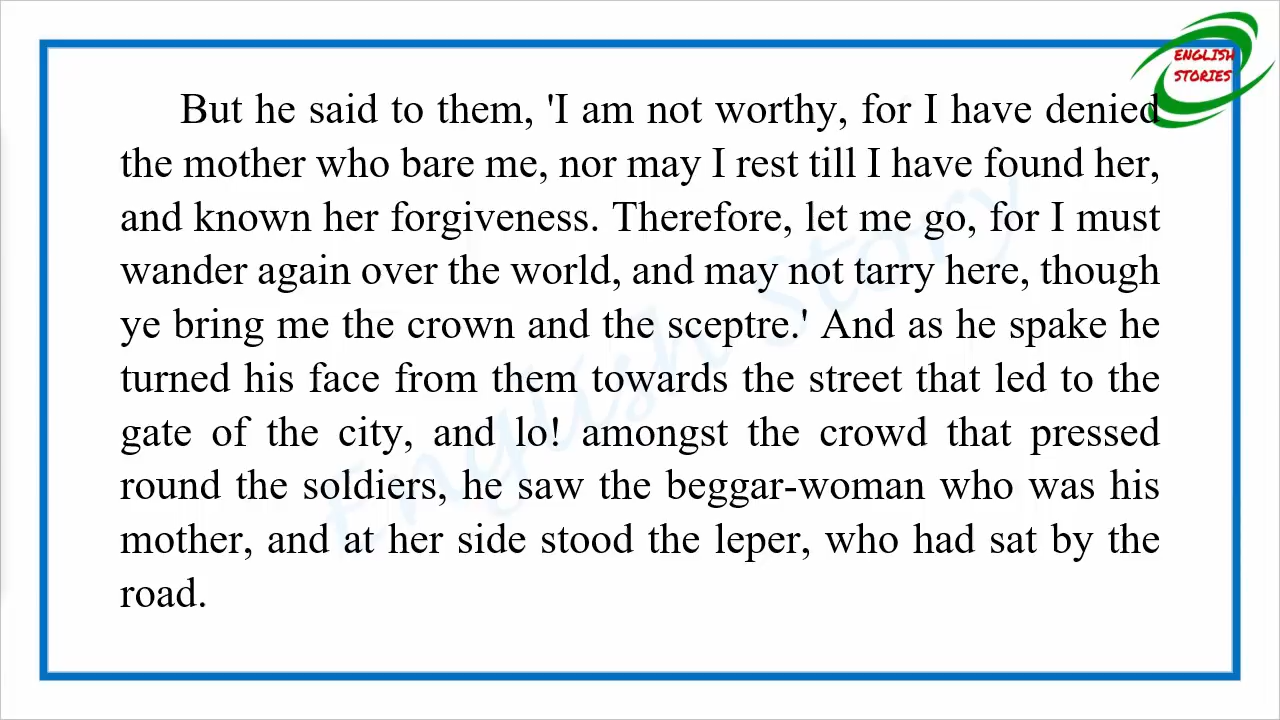 ENGLISH
STORIES
But he said to them, 'I am not worthy, for I have denied
the mother who bare me, nor may I rest till I have found her,
and known her forgiveness. Therefore, let me go, for I must
wander again over the world, and may not tarry here, though
ye bring me the crown and the sceptre.' And as he spake he
turned his face from them towards the street that led to the
gate of the city, and lo! amongst the crowd that pressed
round the soldiers, he saw the beggar-woman who was his
mother, and at her side stood the leper, who had sat by the
road.
English Story